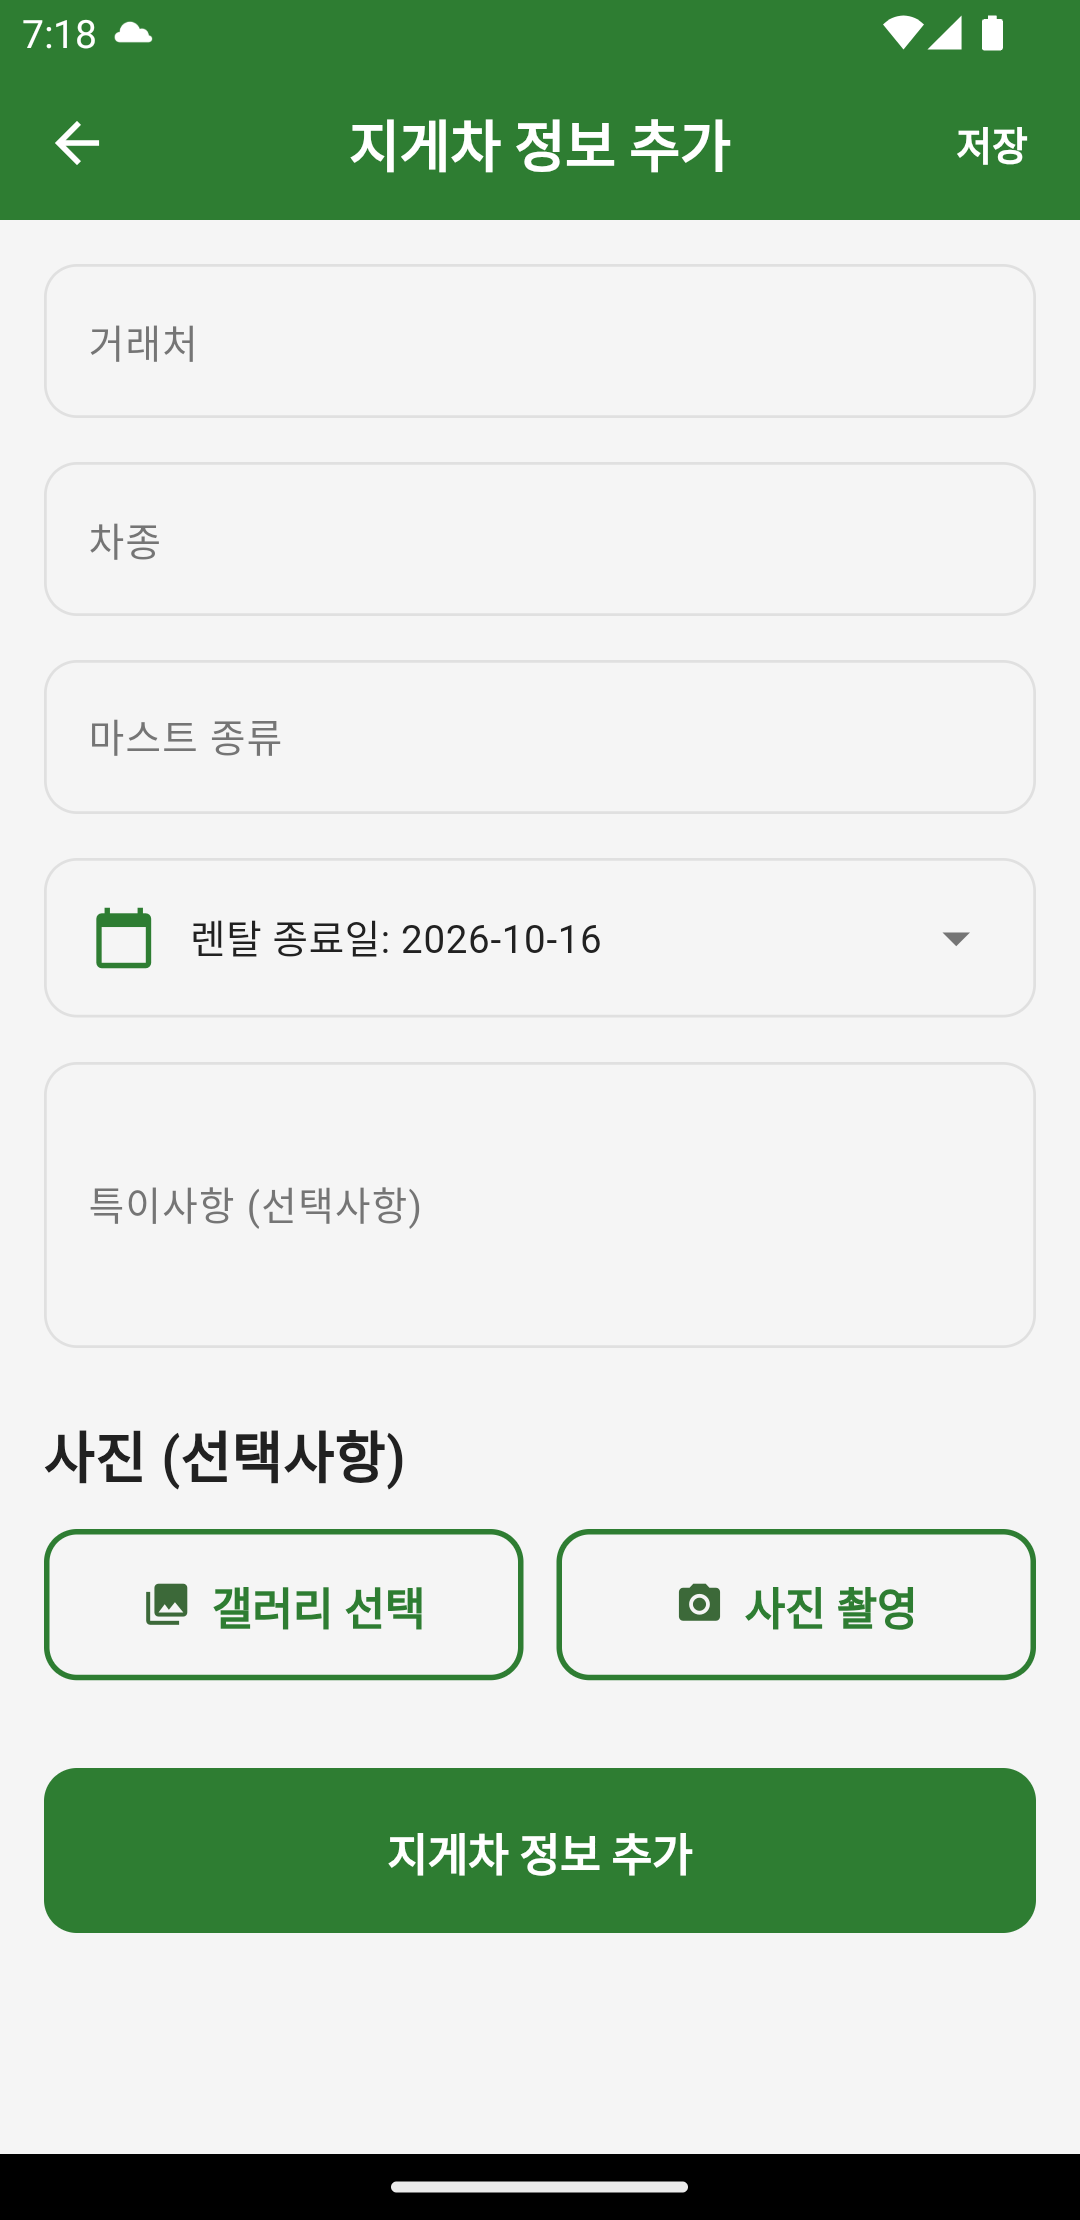 7:18
지게차 정보 추가
저장
거래처
차종
마스트 종류
렌탈 종료일: 2026-10-16
특이사항 (선택사항)
사진 (선택사항)
갤러리 선택
사진 촬영
지게차 정보 추가